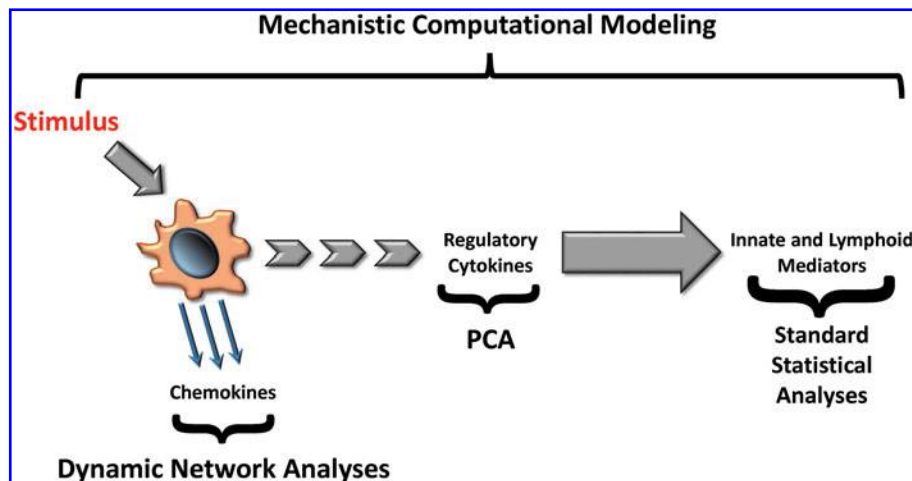 Mechanistic Computational Modeling
Stimulus
Regulatory
Cytokines
PCA
Innate and Lymphoid
Mediators
Standard
Statistical
Analyses
Chemokines
Dynamic Network Analyses